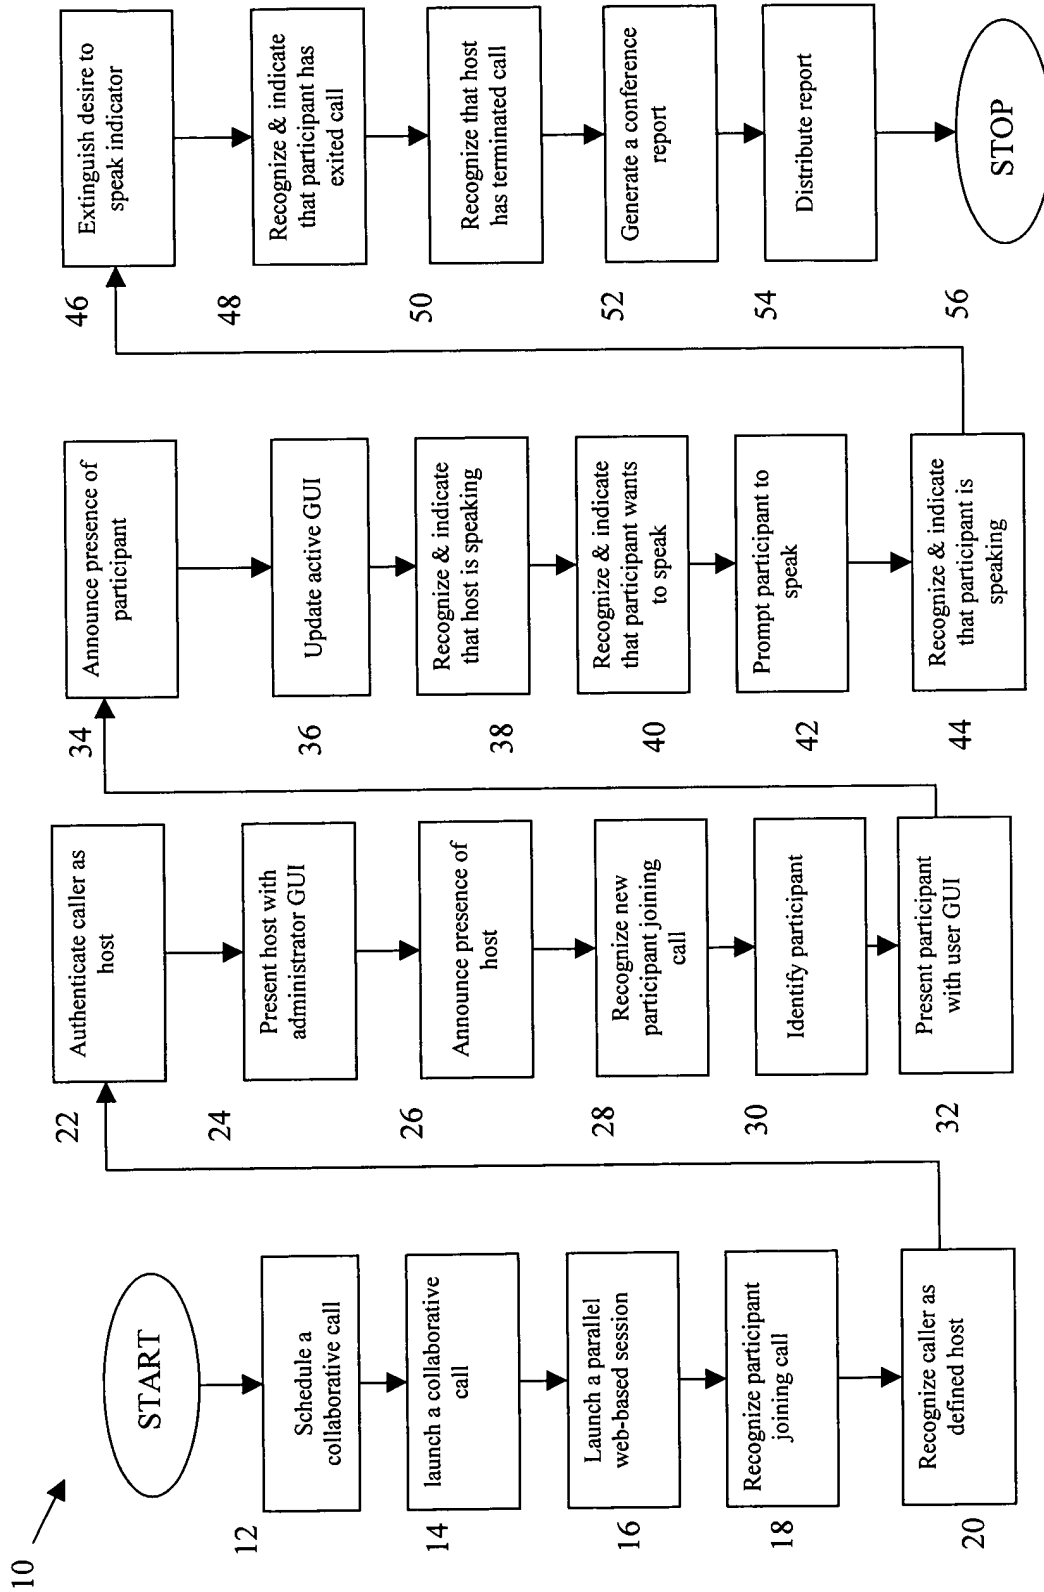 10
START
12
Schedule a
collaborative call
14
launch a collaborative
call
16
Launch a parallel
web-based session
18
Recognize participant
joining call
20
Recognize caller as
defined host
22
Authenticate caller as
host
24
Present host with
administrator GUI
26
Announce presence of
host
28
Recognize new
participant joining
call
30
Identify participant
32
Present participant
with user GUI
34
Announce presence of
participant
36
Update active GUI
38
Recognize & indicate
that host is speaking
40
Recognize & indicate
that participant wants
to speak
42
Prompt participant to
speak
44
Recognize & indicate
that participant is
speaking
46
Extinguish desire to
speak indicator
48
Recognize & indicate
that participant has
exited call
50
Recognize that host
has terminated call
52
Generate a conference
report
54
Distribute report
56
STOP